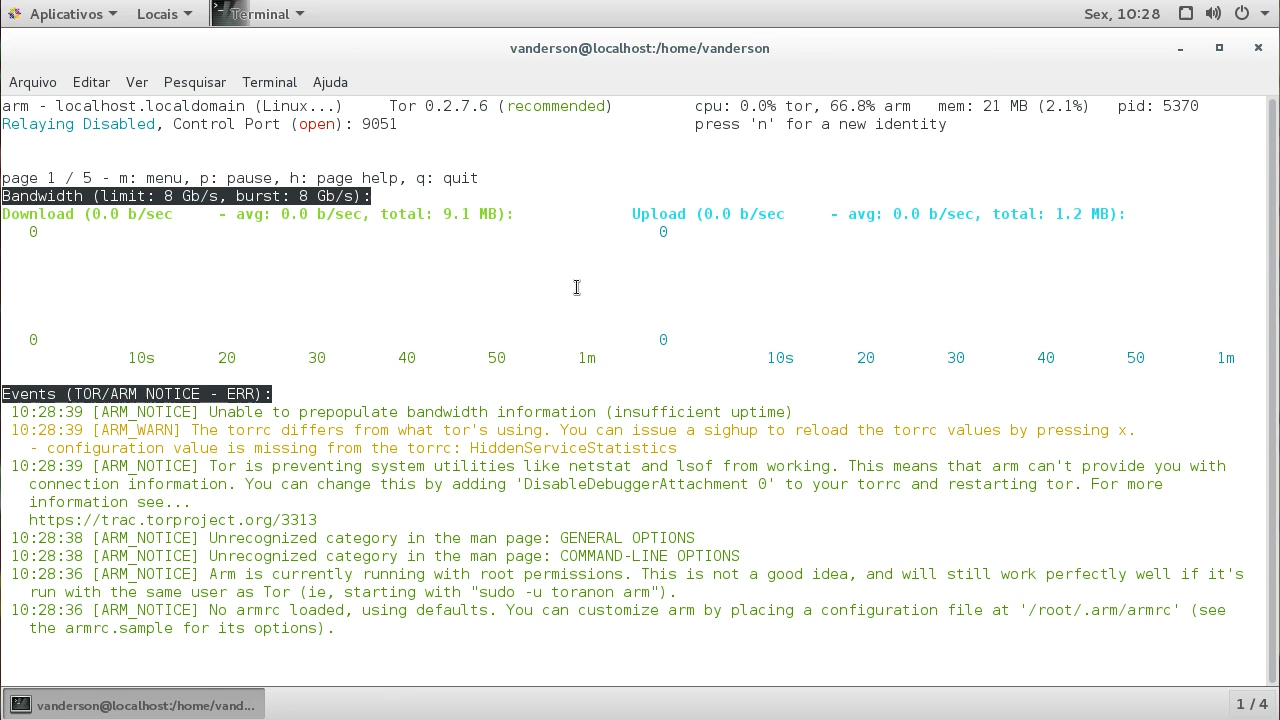 Aplicativos Locais Terminal Sex, 10:28
vanderson@localhost:/home/vanderson
Arquivo Editar Ver Pesquisar Terminal Ajuda
arm - localhost.localdomain (Linux...) Tor 0.2.7.6 (recommended) cpu: 0.0% tor, 66.8% arm mem: 21 MB (2.1%) pid: 5370
Relaying Disabled, Control Port (open): 9051 press 'n' for a new identity
page 1 / 5 - m: menu, p: pause, h: page help, q: quit
Bandwidth (limit: 8 Gb/s, burst: 8 Gb/s):
Download (0.0 b/sec - avg: 0.0 b/sec, total: 9.1 MB): Upload (0.0 b/sec - avg: 0.0 b/sec, total: 1.2 MB):
0 0
0 0
10s 20 30 40 50 1m 10s 20 30 40 50 1m
Events (TOR/ARM NOTICE - ERR):
10:28:39 [ARM_NOTICE] Unable to prepopulate bandwidth information (insufficient uptime)
10:28:39 [ARM_WARN] The torrc differs from what tor's using. You can issue a sighup to reload the torrc values by pressing x.
- configuration value is missing from the torrc: HiddenServiceStatistics
10:28:39 [ARM_NOTICE] Tor is preventing system utilities like netstat and lsof from working. This means that arm can't provide you with
connection information. You can change this by adding 'DisableDebuggerAttachment 0' to your torrc and restarting tor. For more
information see...
https://trac.torproject.org/3313
10:28:38 [ARM_NOTICE] Unrecognized category in the man page: GENERAL OPTIONS
10:28:38 [ARM_NOTICE] Unrecognized category in the man page: COMMAND-LINE OPTIONS
10:28:36 [ARM_NOTICE] Arm is currently running with root permissions. This is not a good idea, and will still work perfectly well if it's
run with the same user as Tor (ie, starting with "sudo -u toranon arm").
10:28:36 [ARM_NOTICE] No armrc loaded, using defaults. You can customize arm by placing a configuration file at '/root/.arm/armrc' (see
the armrc.sample for its options).
vanderson@localhost:/home/vand... 1 / 4